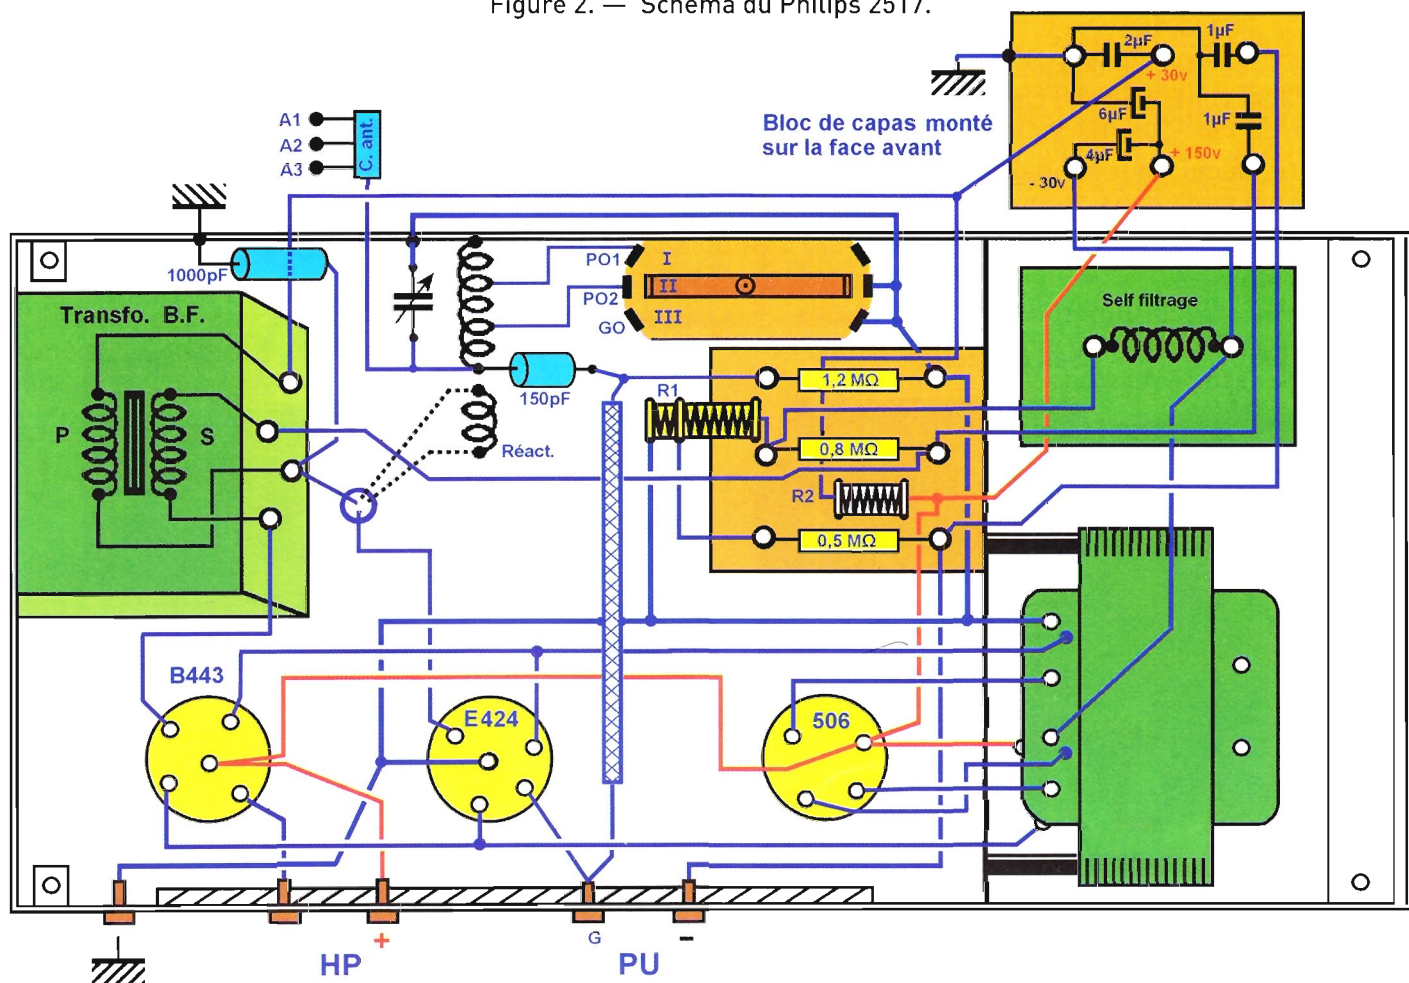 Figure 2. — Schéma du Philips 2517.
2µF
1µF
+ 30v
6µF
1µF
4µF
+ 150v
- 30v
Bloc de capas monté
sur la face avant
A1
A2
A3
C. ant.
1000pF
PO1
I
II
PO2
III
GO
Self filtrage
Transfo. B.F.
P
S
150pF
R1
1,2 MΩ
Réact.
0,8 MΩ
R2
0,5 MΩ
B443
E424
506
+
G
-
HP
PU